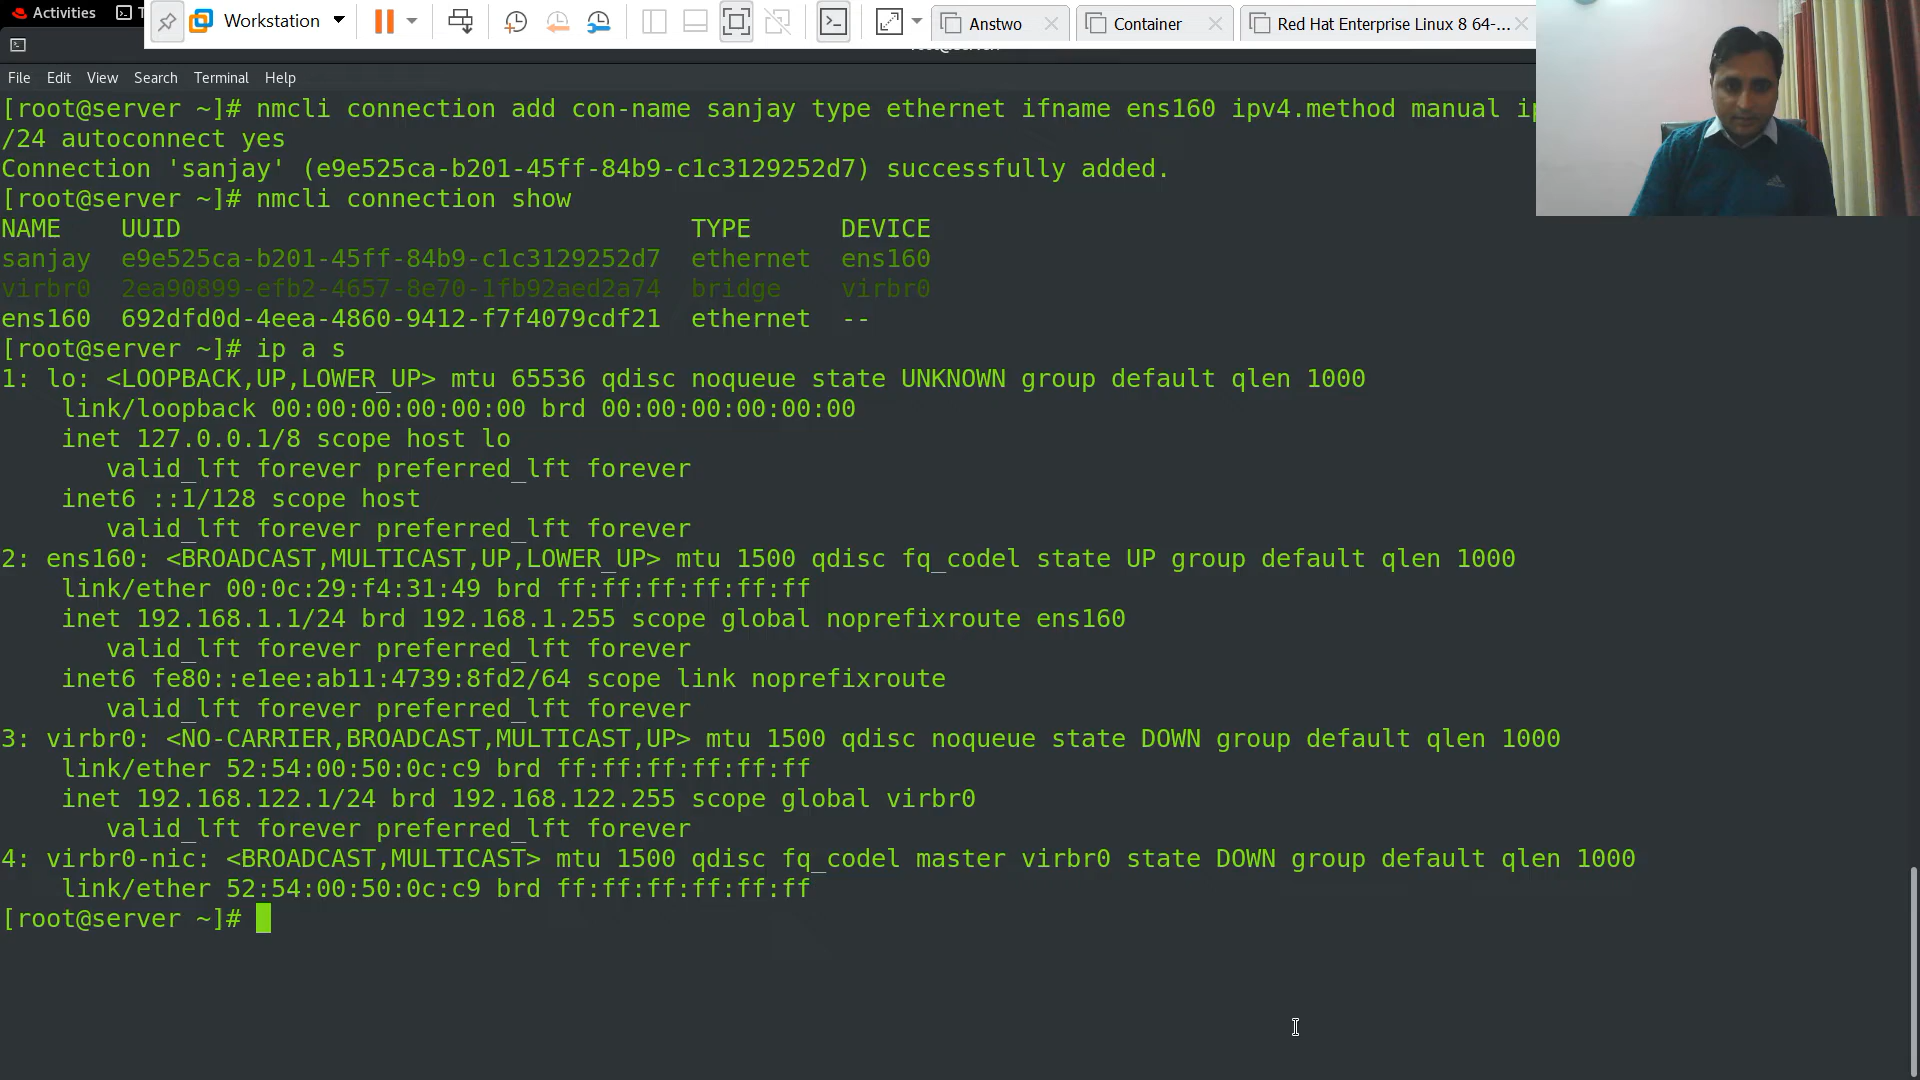 Activities
Workstation
Anstwo
Container
Red Hat Enterprise Linux 8 64-...
File Edit View Search Terminal Help
[root@server ~]# nmcli connection add con-name sanjay type ethernet ifname ens160 ipv4.method manual ip
/24 autoconnect yes
Connection 'sanjay' (e9e525ca-b201-45ff-84b9-c1c3129252d7) successfully added.
[root@server ~]# nmcli connection show
NAME    UUID                                  TYPE      DEVICE
sanjay  e9e525ca-b201-45ff-84b9-c1c3129252d7  ethernet  ens160
virbr0  2ea90899-efb2-4657-8e70-1fb92aed2a74  bridge    virbr0
ens160  692dfd0d-4eea-4860-9412-f7f4079cdf21  ethernet  --
[root@server ~]# ip a s
1: lo: <LOOPBACK,UP,LOWER_UP> mtu 65536 qdisc noqueue state UNKNOWN group default qlen 1000
    link/loopback 00:00:00:00:00:00 brd 00:00:00:00:00:00
    inet 127.0.0.1/8 scope host lo
       valid_lft forever preferred_lft forever
    inet6 ::1/128 scope host
       valid_lft forever preferred_lft forever
2: ens160: <BROADCAST,MULTICAST,UP,LOWER_UP> mtu 1500 qdisc fq_codel state UP group default qlen 1000
    link/ether 00:0c:29:f4:31:49 brd ff:ff:ff:ff:ff:ff
    inet 192.168.1.1/24 brd 192.168.1.255 scope global noprefixroute ens160
       valid_lft forever preferred_lft forever
    inet6 fe80::e1ee:ab11:4739:8fd2/64 scope link noprefixroute
       valid_lft forever preferred_lft forever
3: virbr0: <NO-CARRIER,BROADCAST,MULTICAST,UP> mtu 1500 qdisc noqueue state DOWN group default qlen 1000
    link/ether 52:54:00:50:0c:c9 brd ff:ff:ff:ff:ff:ff
    inet 192.168.122.1/24 brd 192.168.122.255 scope global virbr0
       valid_lft forever preferred_lft forever
4: virbr0-nic: <BROADCAST,MULTICAST> mtu 1500 qdisc fq_codel master virbr0 state DOWN group default qlen 1000
    link/ether 52:54:00:50:0c:c9 brd ff:ff:ff:ff:ff:ff
[root@server ~]#